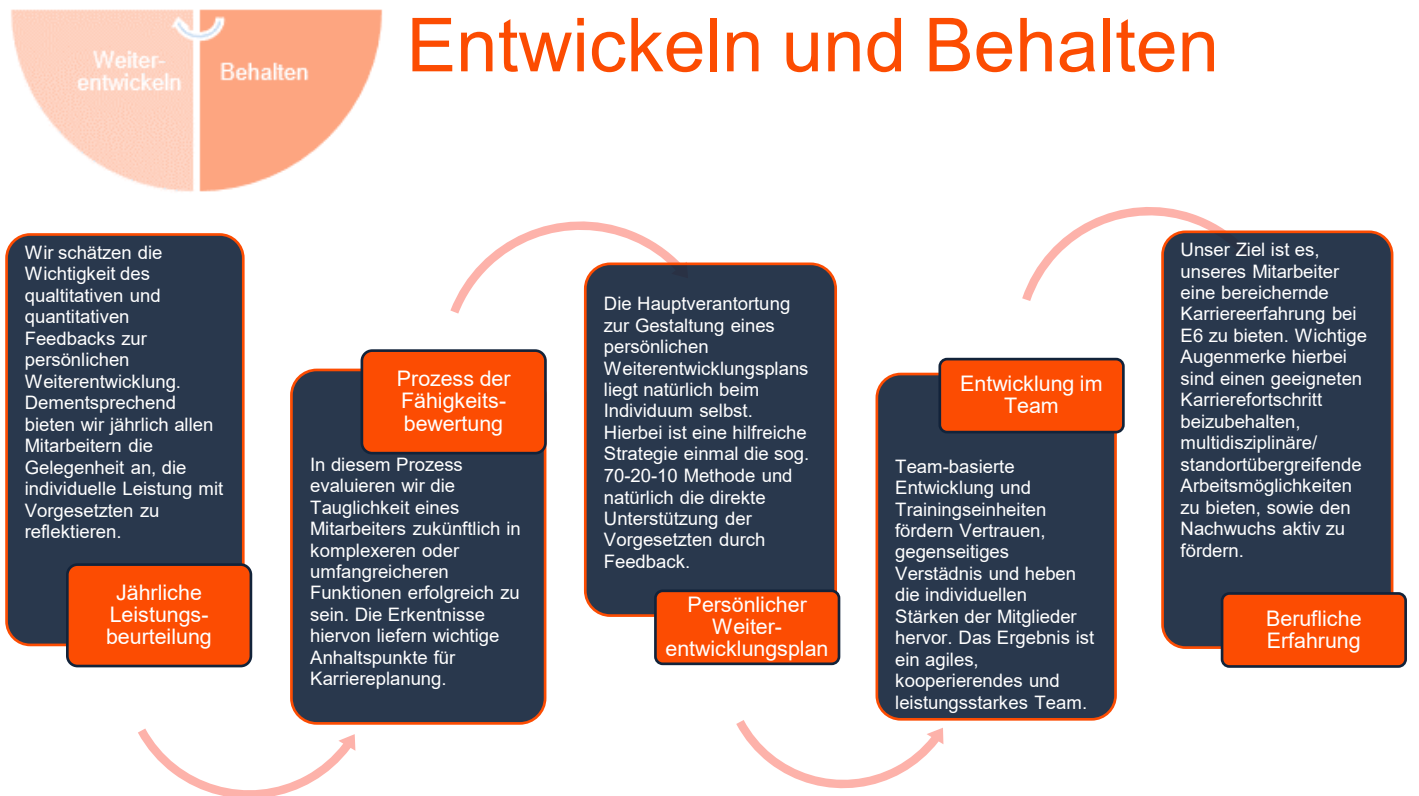 Weiter-
entwickeln
Behalten
Entwickeln und Behalten
Wir schätzen die
Wichtigkeit des
qualtitativen und
quantitativen
Feedbacks zur
persönlichen
Weiterentwicklung.
Dementsprechend
bieten wir jährlich allen
Mitarbeitern die
Gelegenheit an, die
individuelle Leistung mit
Vorgesetzten zu
reflektieren.
Jährliche
Leistungs-
beurteilung
Prozess der
Fähigkeits-
bewertung
In diesem Prozess
evaluieren wir die
Tauglichkeit eines
Mitarbeiters zukünftlich in
komplexeren oder
umfangreicheren
Funktionen erfolgreich zu
sein. Die Erkentnisse
hiervon liefern wichtige
Anhaltspunkte für
Karriereplanung.
Die Hauptverantortung
zur Gestaltung eines
persönlichen
Weiterentwicklungsplans
liegt natürlich beim
Individuum selbst.
Hierbei ist eine hilfreiche
Strategie einmal die sog.
70-20-10 Methode und
natürlich die direkte
Unterstützung der
Vorgesetzten durch
Feedback.
Persönlicher
Weiter-
entwicklungsplan
Entwicklung im
Team
Team-basierte
Entwicklung und
Trainingseinheiten
fördern Vertrauen,
gegenseitiges
Verstädnis und heben
die individuellen
Stärken der Mitglieder
hervor. Das Ergebnis ist
ein agiles,
kooperierendes und
leistungsstarkes Team.
Unser Ziel ist es,
unseres Mitarbeiter
eine bereichernde
Karriereerfahrung bei
E6 zu bieten. Wichtige
Augenmerke hierbei
sind einen geeigneten
Karrierefortschritt
beizubehalten,
multidisziplinäre/
standortübergreifende
Arbeitsmöglichkeiten
zu bieten, sowie den
Nachwuchs aktiv zu
fördern.
Berufliche
Erfahrung